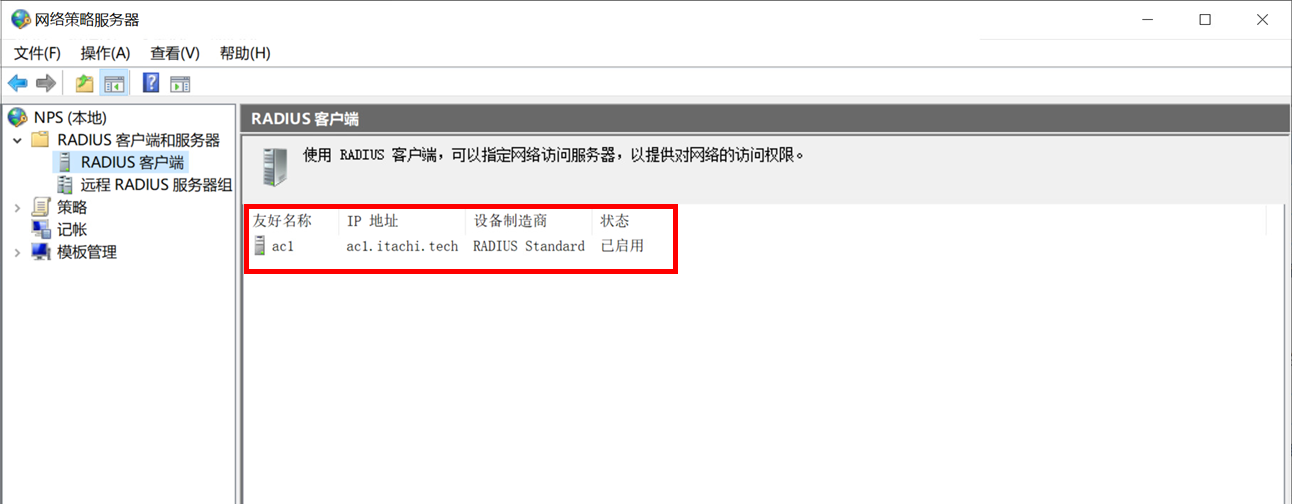 网络策略服务器
文件(F) 操作(A) 查看(V) 帮助(H)
NPS (本地)
RADIUS 客户端和服务器
RADIUS 客户端
远程 RADIUS 服务器组
策略
记帐
模板管理
RADIUS 客户端
使用 RADIUS 客户端，可以指定网络访问服务器，以提供对网络的访问权限。
友好名称 IP 地址 设备制造商 状态
ac1 ac1.itachi.tech RADIUS Standard 已启用